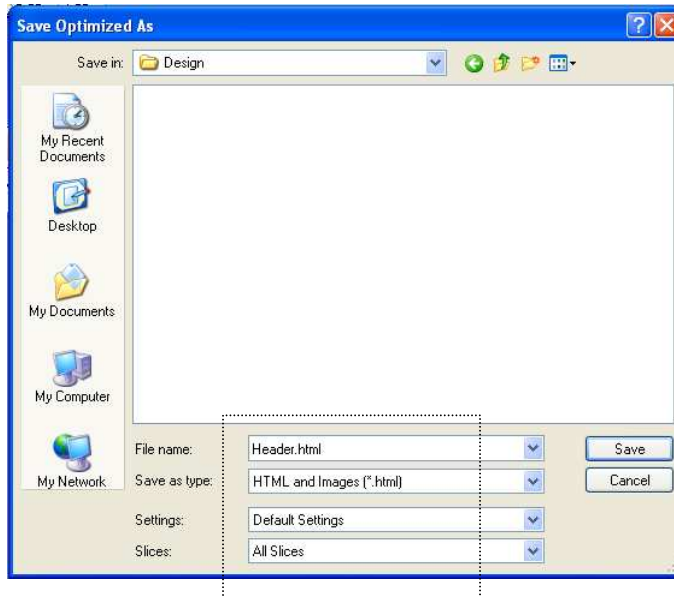 Save Optimized As
Save in: Design
My Recent
Documents
Desktop
My Documents
My Computer
My Network
File name: Header.html Save
Save as type: HTML and Images (*.html) Cancel
Settings: Default Settings
Slices: All Slices